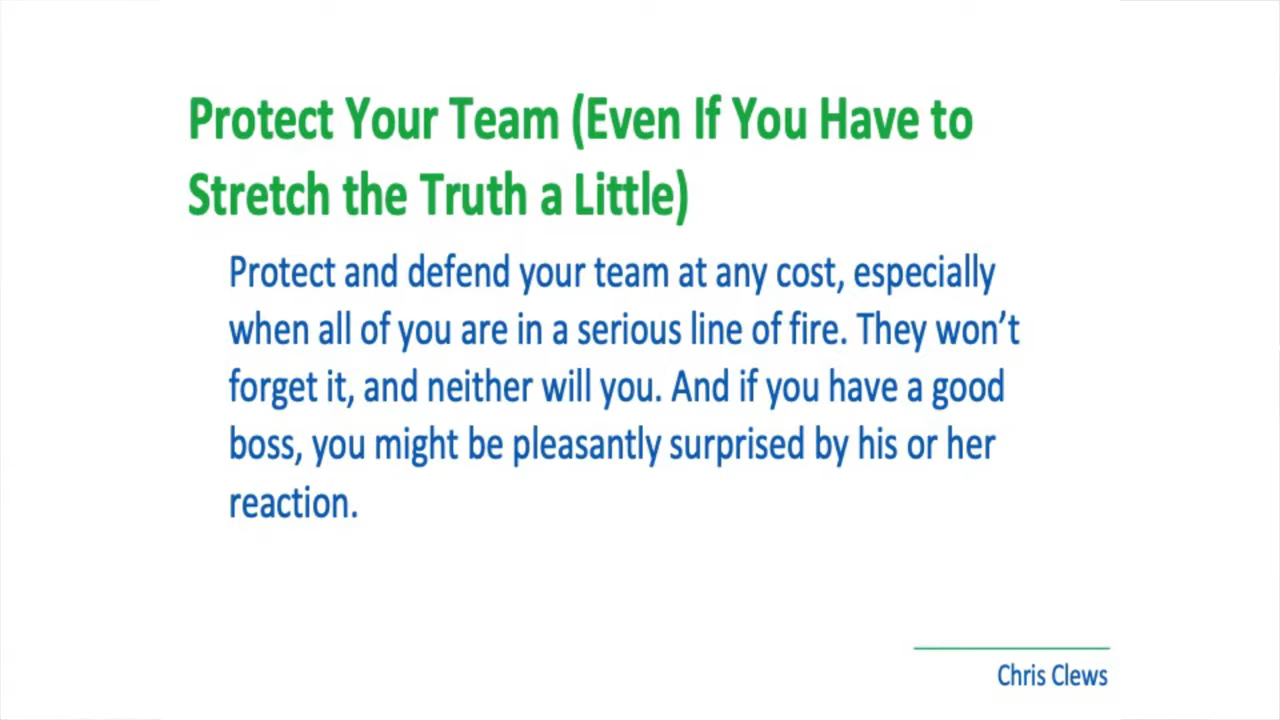 Protect Your Team (Even If You Have to
Stretch the Truth a Little)
Protect and defend your team at any cost, especially
when all of you are in a serious line of fire. They won’t
forget it, and neither will you. And if you have a good
boss, you might be pleasantly surprised by his or her
reaction.
Chris Clews